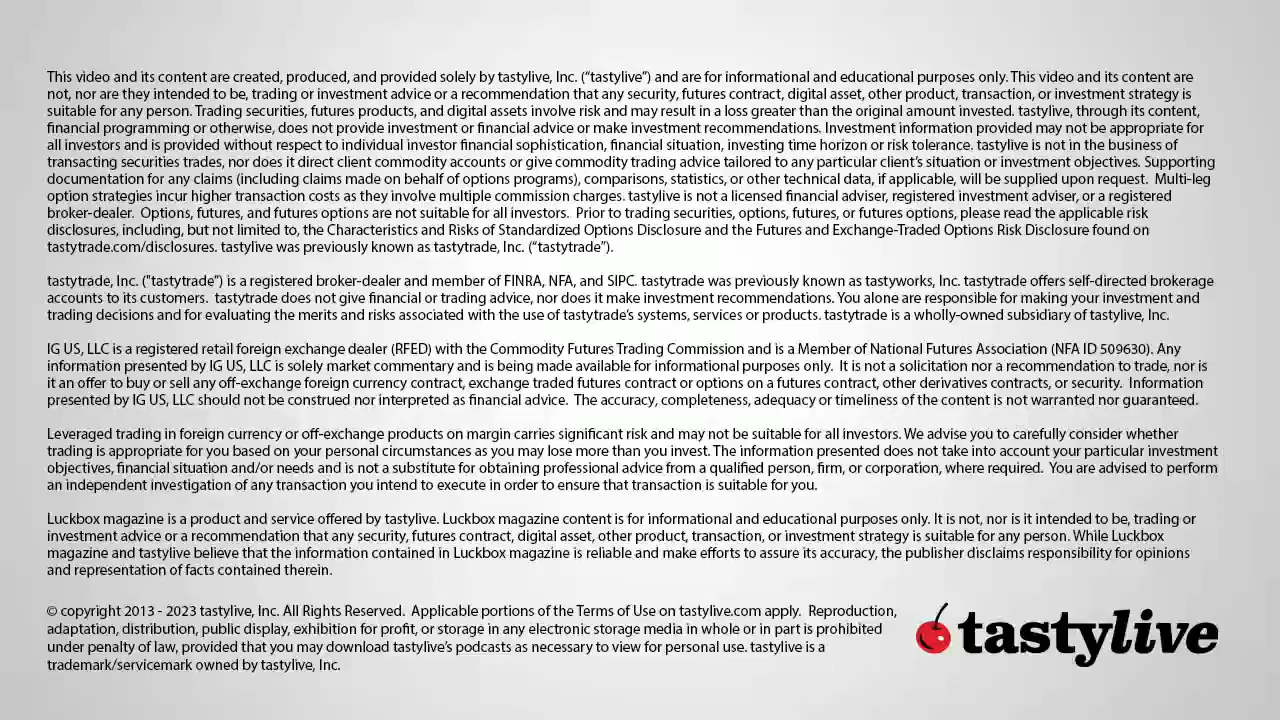 This video and its content are created, produced, and provided solely by tastylive, Inc. (“tastylive”) and are for informational and educational purposes only. This video and its content are
not, nor are they intended to be, trading or investment advice or a recommendation that any security, futures contract, digital asset, other product, transaction, or investment strategy is
suitable for any person. Trading securities, futures products, and digital assets involve risk and may result in a loss greater than the original amount invested. tastylive, through its content,
financial programming or otherwise, does not provide investment or financial advice or make investment recommendations. Investment information provided may not be appropriate for
all investors and is provided without respect to individual investor financial sophistication, financial situation, investing time horizon or risk tolerance. tastylive is not in the business of
transacting securities trades, nor does it direct client commodity accounts or give commodity trading advice tailored to any particular client’s situation or investment objectives. Supporting
documentation for any claims (including claims made on behalf of options programs), comparisons, statistics, or other technical data, if applicable, will be supplied upon request.  Multi-leg
option strategies incur higher transaction costs as they involve multiple commission charges. tastylive is not a licensed financial adviser, registered investment adviser, or a registered
broker-dealer.  Options, futures, and futures options are not suitable for all investors.  Prior to trading securities, options, futures, or futures options, please read the applicable risk
disclosures, including, but not limited to, the Characteristics and Risks of Standardized Options Disclosure and the Futures and Exchange-Traded Options Risk Disclosure found on
tastytrade.com/disclosures. tastylive was previously known as tastytrade, Inc. (“tastytrade”).
tastytrade, Inc. ("tastytrade”) is a registered broker-dealer and member of FINRA, NFA, and SIPC. tastytrade was previously known as tastyworks, Inc. tastytrade offers self-directed brokerage
accounts to its customers.  tastytrade does not give financial or trading advice, nor does it make investment recommendations. You alone are responsible for making your investment and
trading decisions and for evaluating the merits and risks associated with the use of tastytrade’s systems, services or products. tastytrade is a wholly-owned subsidiary of tastylive, Inc.
IG US, LLC is a registered retail foreign exchange dealer (RFED) with the Commodity Futures Trading Commission and is a Member of National Futures Association (NFA ID 509630). Any
information presented by IG US, LLC is solely market commentary and is being made available for informational purposes only.  It is not a solicitation nor a recommendation to trade, nor is
it an offer to buy or sell any off-exchange foreign currency contract, exchange traded futures contract or options on a futures contract, other derivatives contracts, or security.  Information
presented by IG US, LLC should not be construed nor interpreted as financial advice.  The accuracy, completeness, adequacy or timeliness of the content is not warranted nor guaranteed.
Leveraged trading in foreign currency or off-exchange products on margin carries significant risk and may not be suitable for all investors. We advise you to carefully consider whether
trading is appropriate for you based on your personal circumstances as you may lose more than you invest. The information presented does not take into account your particular investment
objectives, financial situation and/or needs and is not a substitute for obtaining professional advice from a qualified person, firm, or corporation, where required.  You are advised to perform
an independent investigation of any transaction you intend to execute in order to ensure that transaction is suitable for you.
Luckbox magazine is a product and service offered by tastylive. Luckbox magazine content is for informational and educational purposes only. It is not, nor is it intended to be, trading or
investment advice or a recommendation that any security, futures contract, digital asset, other product, transaction, or investment strategy is suitable for any person. While Luckbox
magazine and tastylive believe that the information contained in Luckbox magazine is reliable and make efforts to assure its accuracy, the publisher disclaims responsibility for opinions
and representation of facts contained therein.
© copyright 2013 - 2023 tastylive, Inc. All Rights Reserved.  Applicable portions of the Terms of Use on tastylive.com apply.  Reproduction,
adaptation, distribution, public display, exhibition for profit, or storage in any electronic storage media in whole or in part is prohibited
under penalty of law, provided that you may download tastylive’s podcasts as necessary to view for personal use. tastylive is a
trademark/servicemark owned by tastylive, Inc.
tastylive